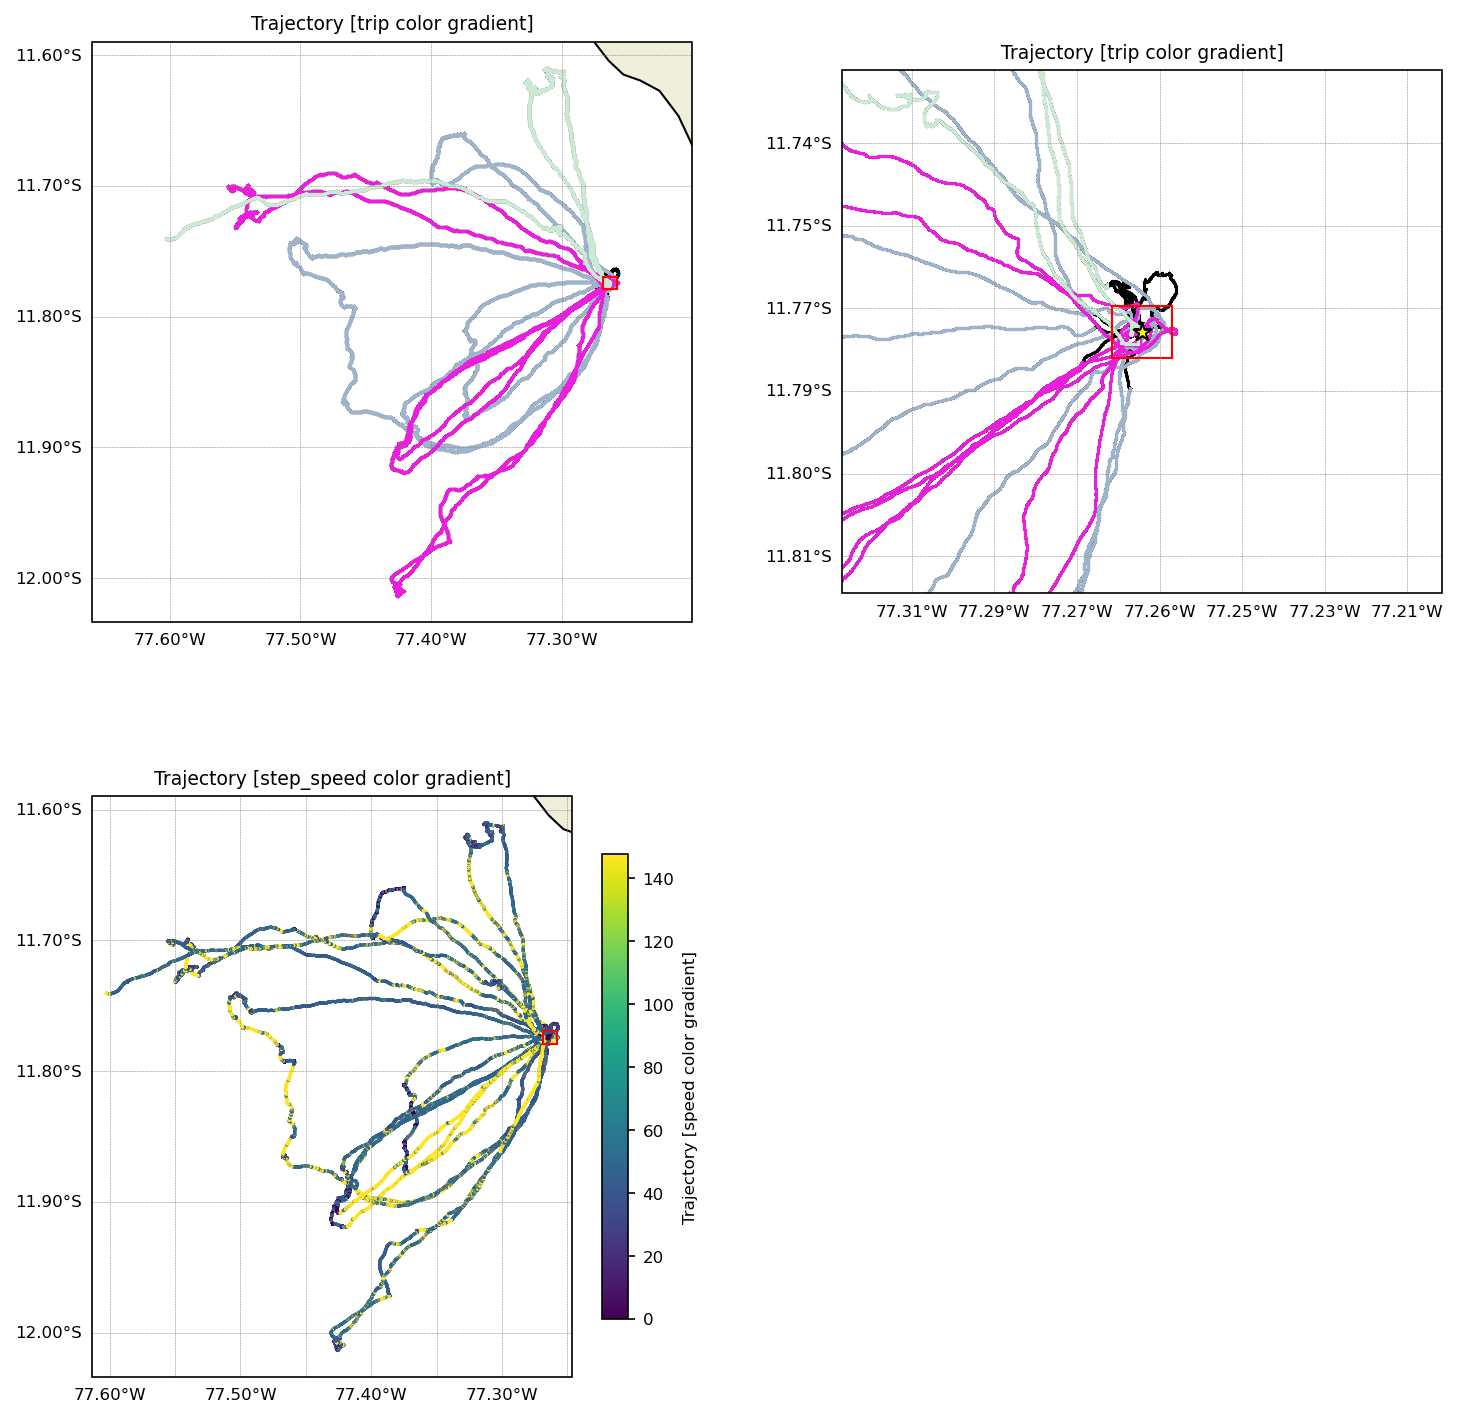 Trajectory [trip color gradient]
11.60°S
11.70°S
11.80°S
11.90°S
12.00°S
77.60°W 77.50°W 77.40°W 77.30°W
Trajectory [trip color gradient]
11.74°S
11.75°S
11.77°S
11.79°S
11.80°S
11.81°S
77.31°W 77.29°W 77.27°W 77.26°W 77.25°W 77.23°W 77.21°W
Trajectory [step_speed color gradient]
11.60°S
11.70°S
11.80°S
11.90°S
12.00°S
77.60°W 77.50°W 77.40°W 77.30°W
140
120
100
80
60
40
20
0
Trajectory [speed color gradient]